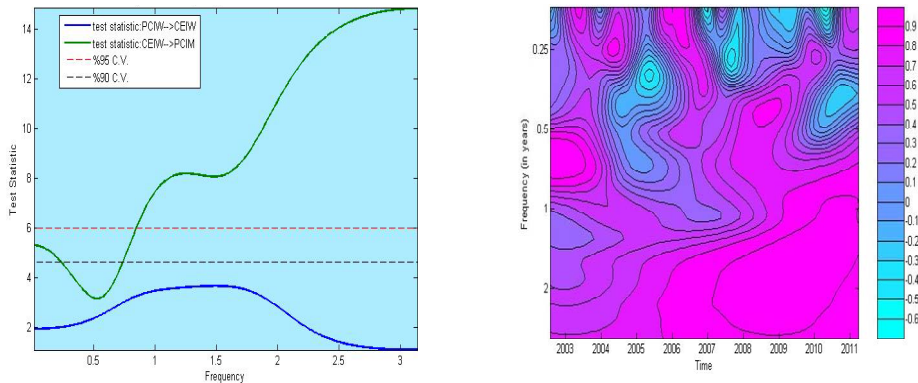 14
12
10
8
6
4
2
Test Statistic
test statistic:PCIW-->CEIW
test statistic:CEIW-->PCIM
%95 C.V.
%90 C.V.
0.5 1 1.5 2 2.5 3
Frequency
Frequency (in years)
0.25
0.5
1
2
2003 2004 2005 2006 2007 2008 2009 2010 2011
Time
0.9
0.8
0.7
0.6
0.5
0.4
0.3
0.2
0.1
0
-0.1
-0.2
-0.3
-0.4
-0.5
-0.6